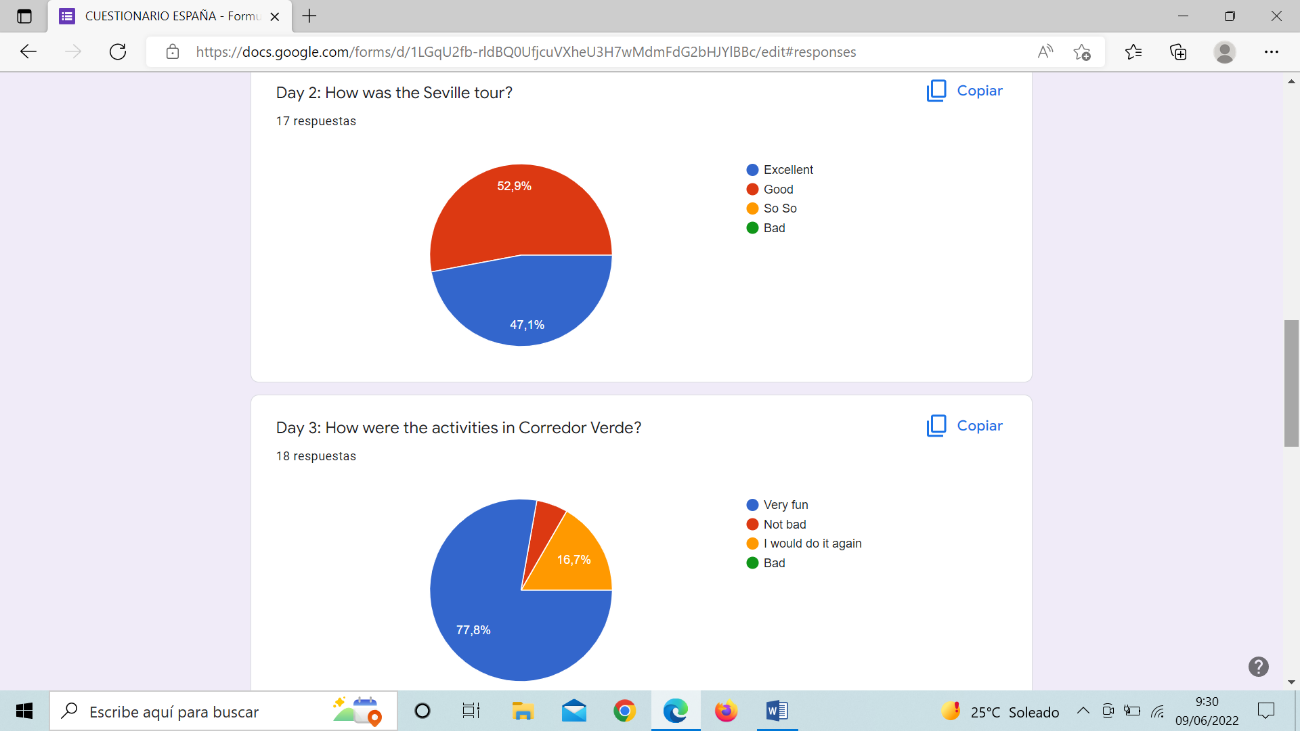 CUESTIONARIO ESPAÑA - Formu
https://docs.google.com/forms/d/1LGqU2fb-rldBQ0UfjcuVXheU3H7wMdmFdG2bHJYlBBc/edit#responses
Day 2: How was the Seville tour?
Copiar
17 respuestas
52,9%
47,1%
Excellent
Good
So So
Bad
Day 3: How were the activities in Corredor Verde?
Copiar
18 respuestas
16,7%
77,8%
Very fun
Not bad
I would do it again
Bad
Escribe aquí para buscar
25°C Soleado
9:30
09/06/2022